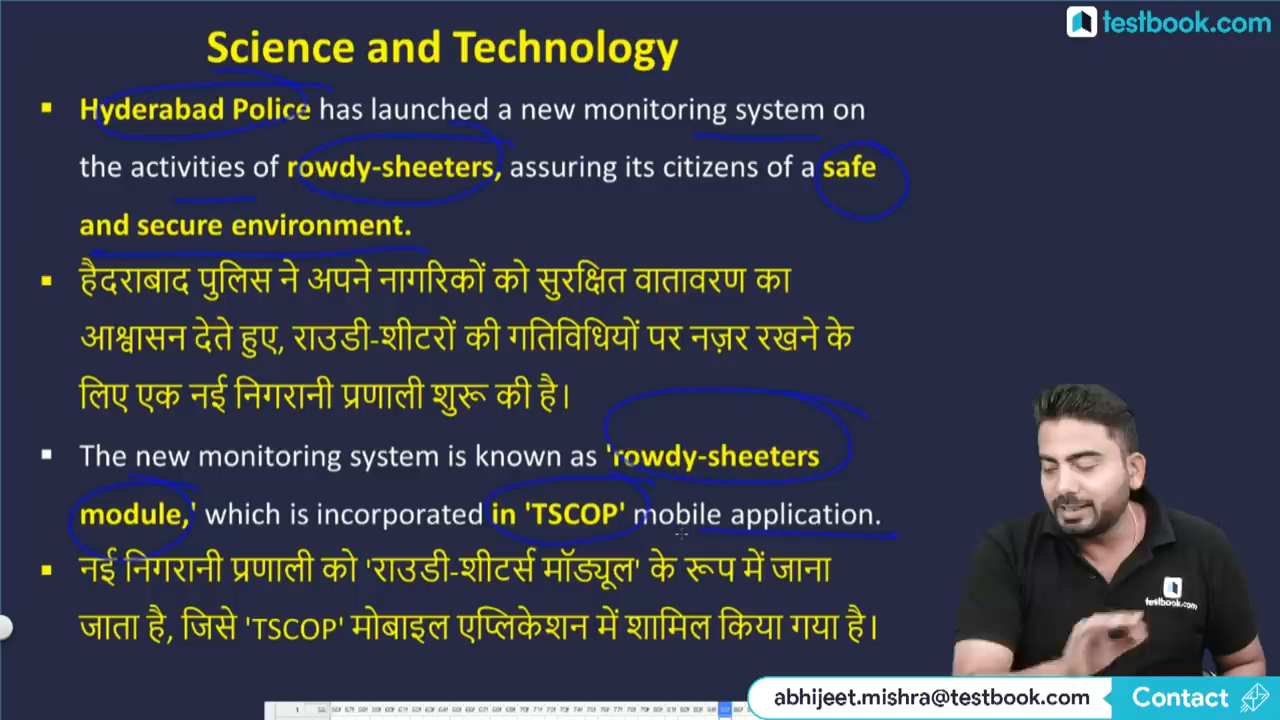 testbook.com
Science and Technology
▪ Hyderabad Police has launched a new monitoring system on
the activities of rowdy-sheeters, assuring its citizens of a safe
and secure environment.
▪ हैदराबाद पुलिस ने अपने नागरिकों को सुरक्षित वातावरण का
आश्वासन देते हुए, राउडी-शीटरों की गतिविधियों पर नज़र रखने के
लिए एक नई निगरानी प्रणाली शुरू की है।
▪ The new monitoring system is known as 'rowdy-sheeters
module,' which is incorporated in 'TSCOP' mobile application.
▪ नई निगरानी प्रणाली को 'राउडी-शीटर्स मॉड्यूल' के रूप में जाना
जाता है, जिसे 'TSCOP' मोबाइल एप्लिकेशन में शामिल किया गया है।
testbook.com
abhijeet.mishra@testbook.com Contact